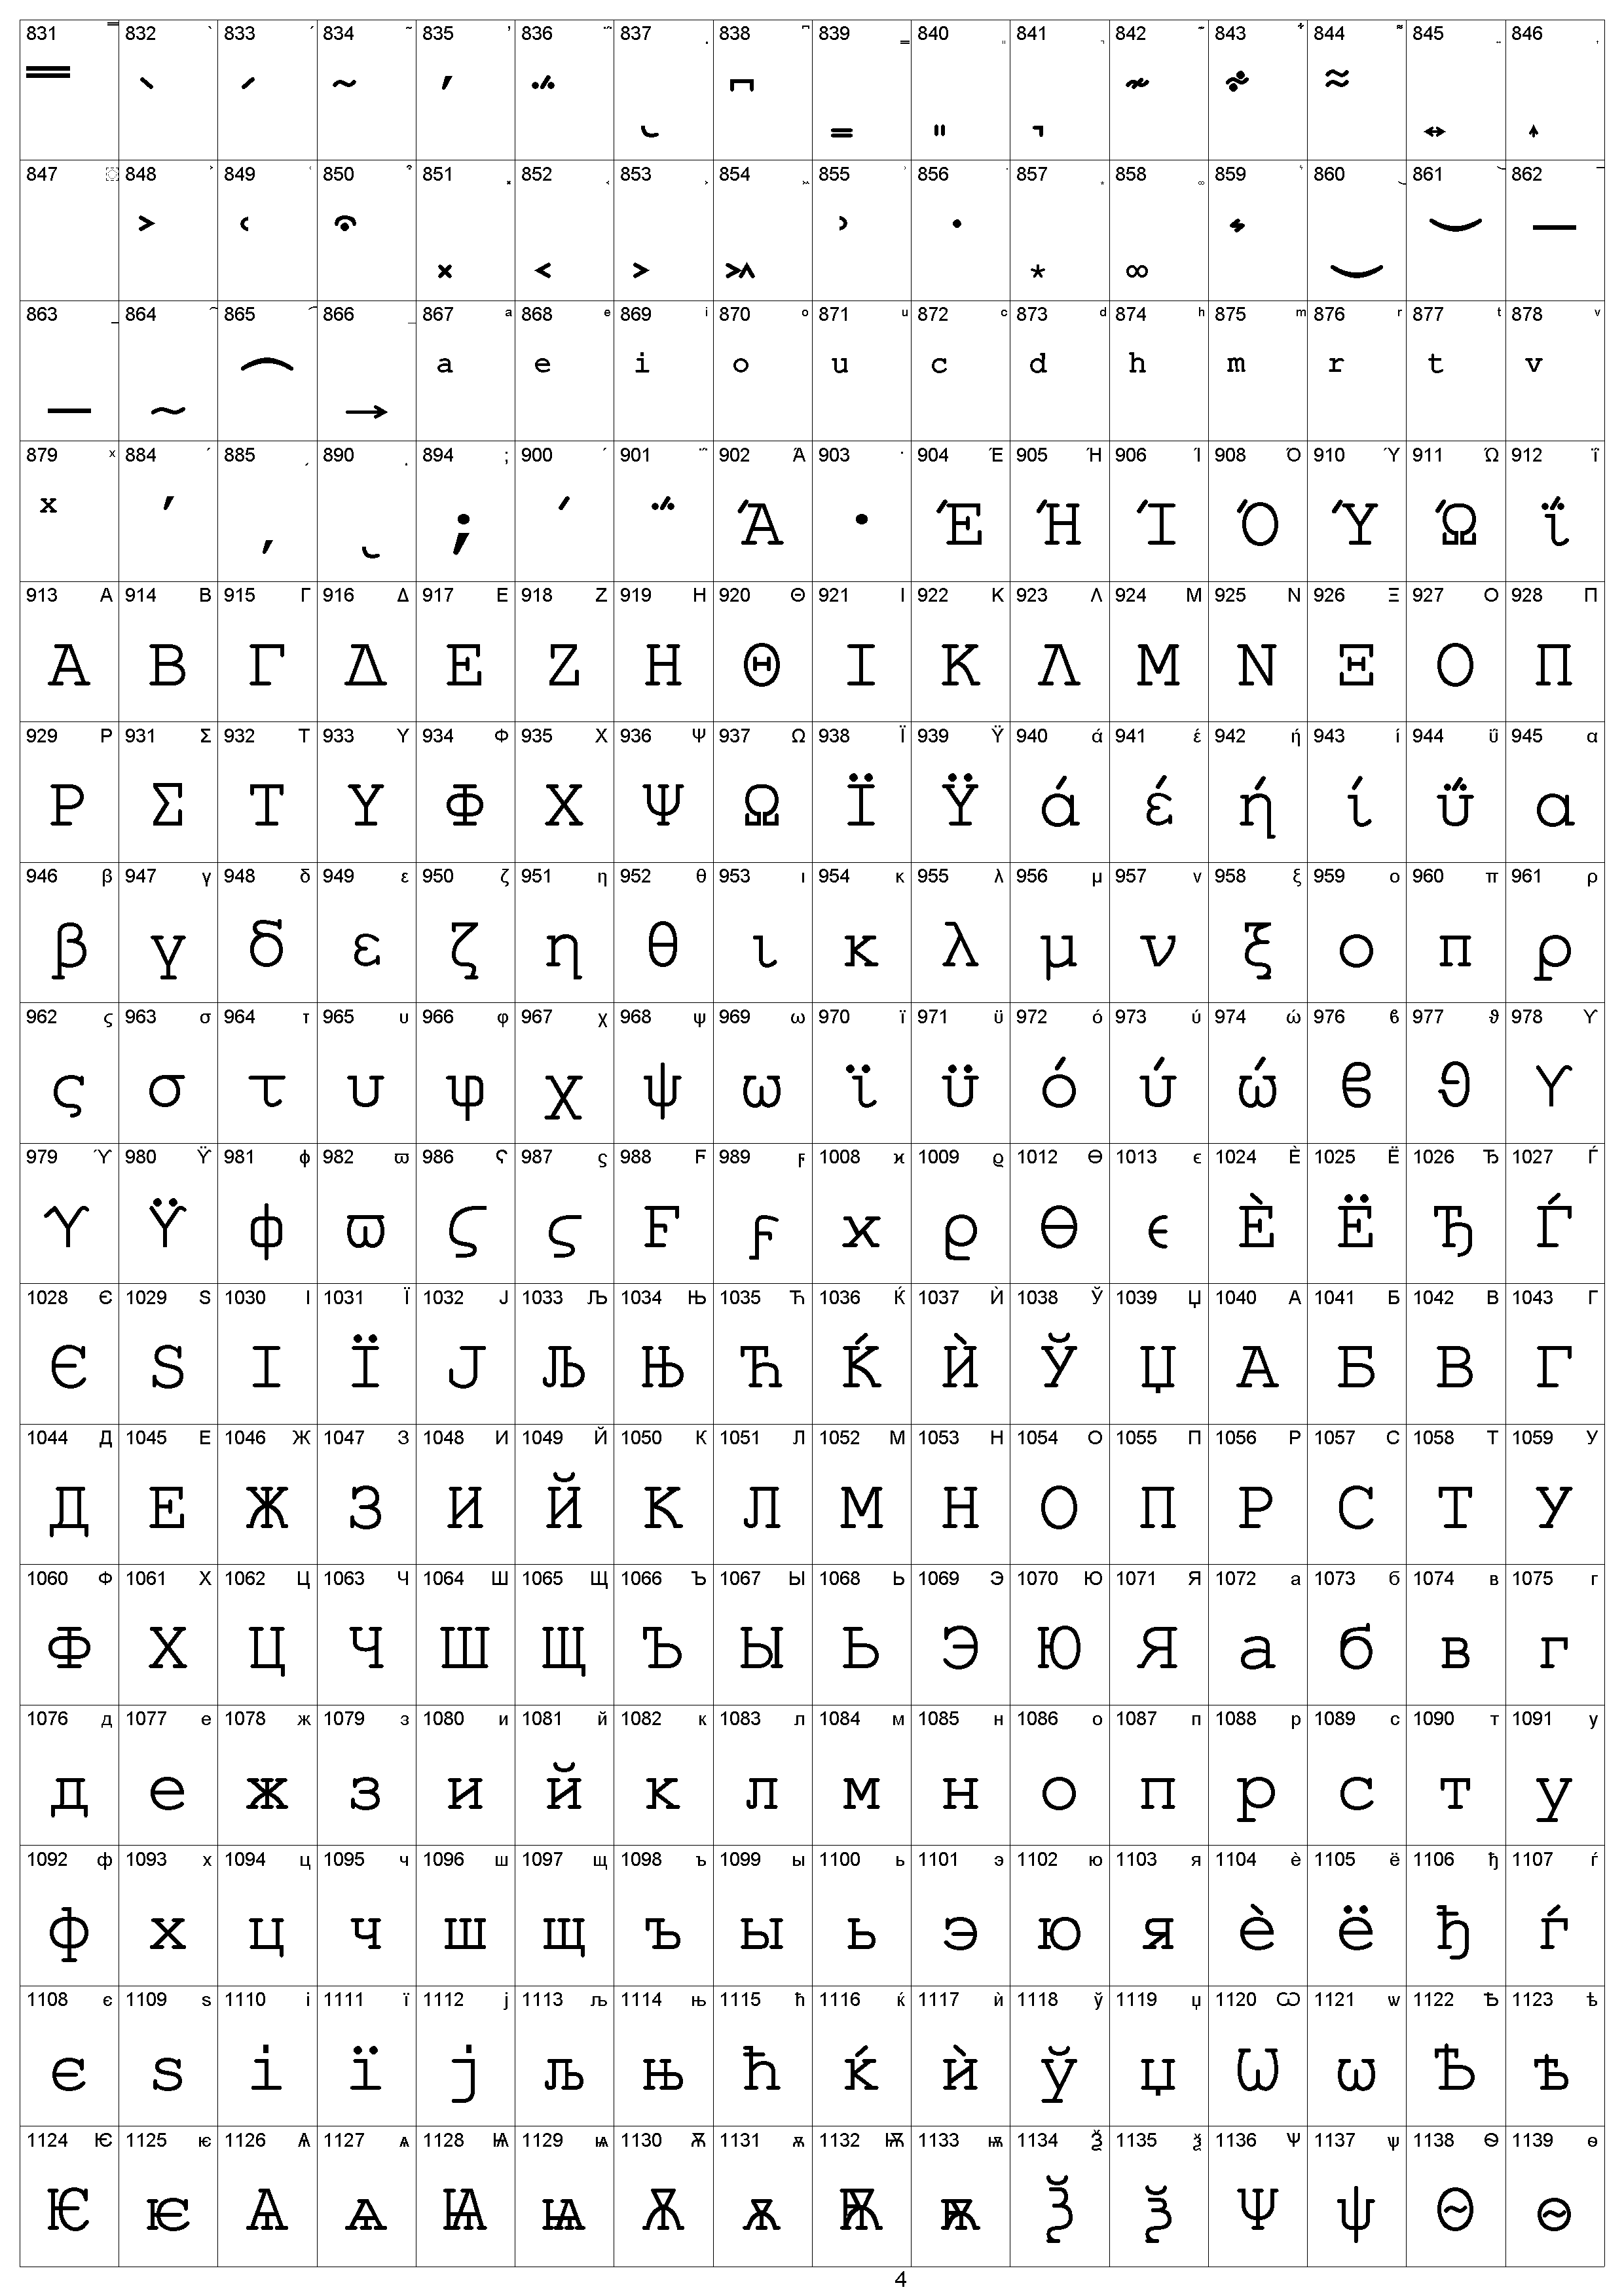 831 832 833 834 835 836 837 838 839 840 841 842 843 844 845 846
847 848 849 850 851 852 853 854 855 856 857 858 859 860 861 862
863 864 865 866 867 a 868 e 869 i 870 o 871 u 872 c 873 d 874 h 875 m 876 r 877 t 878 v
a e i o u c d h m r t v
879 x 884 ʹ 885 ͵ 890 ͺ 894 ; 900 ΄ 901 ΅ 902 Ά 903 · 904 Έ 905 Ή 906 Ί 908 Ό 910 Ύ 911 Ώ 912 ΐ
x ʹ ͵ ͺ ; ΄ ΅ Ά · Έ Ή Ί Ό Ύ Ώ ΐ
913 Α 914 Β 915 Γ 916 Δ 917 Ε 918 Ζ 919 Η 920 Θ 921 Ι 922 Κ 923 Λ 924 Μ 925 Ν 926 Ξ 927 Ο 928 Π
Α Β Γ Δ Ε Ζ Η Θ Ι Κ Λ Μ Ν Ξ Ο Π
929 Ρ 931 Σ 932 Τ 933 Υ 934 Φ 935 Χ 936 Ψ 937 Ω 938 Ϊ 939 Ϋ 940 ά 941 έ 942 ή 943 ί 944 ΰ 945 α
Ρ Σ Τ Υ Φ Χ Ψ Ω Ϊ Ϋ ά έ ή ί ΰ α
946 β 947 γ 948 δ 949 ε 950 ζ 951 η 952 θ 953 ι 954 κ 955 λ 956 μ 957 ν 958 ξ 959 ο 960 π 961 ρ
β γ δ ε ζ η θ ι κ λ μ ν ξ ο π ρ
962 ς 963 σ 964 τ 965 υ 966 φ 967 χ 968 ψ 969 ω 970 ϊ 971 ϋ 972 ό 973 ύ 974 ώ 976 ϐ 977 ϑ 978 ϒ
ς σ τ υ φ χ ψ ω ϊ ϋ ό ύ ώ ϐ ϑ ϒ
979 ϓ 980 ϔ 981 ϕ 982 ϖ 986 Ϛ 987 ϛ 988 Ϝ 989 ϝ 1008 ϰ 1009 ϱ 1012 ϴ 1013 ϵ 1024 Ѐ 1025 Ё 1026 Ђ 1027 Ѓ
ϓ ϔ ϕ ϖ Ϛ ϛ Ϝ ϝ ϰ ϱ ϴ ϵ Ѐ Ё Ђ Ѓ
1028 Є 1029 Ѕ 1030 І 1031 Ї 1032 Ј 1033 Љ 1034 Њ 1035 Ћ 1036 Ќ 1037 Ѝ 1038 Ў 1039 Џ 1040 А 1041 Б 1042 В 1043 Г
Є Ѕ І Ї Ј Љ Њ Ћ Ќ Ѝ Ў Џ А Б В Г
1044 Д 1045 Е 1046 Ж 1047 З 1048 И 1049 Й 1050 К 1051 Л 1052 М 1053 Н 1054 О 1055 П 1056 Р 1057 С 1058 Т 1059 У
Д Е Ж З И Й К Л М Н О П Р С Т У
1060 Ф 1061 Х 1062 Ц 1063 Ч 1064 Ш 1065 Щ 1066 Ъ 1067 Ы 1068 Ь 1069 Э 1070 Ю 1071 Я 1072 а 1073 б 1074 в 1075 г
Ф Х Ц Ч Ш Щ Ъ Ы Ь Э Ю Я а б в г
1076 д 1077 е 1078 ж 1079 з 1080 и 1081 й 1082 к 1083 л 1084 м 1085 н 1086 о 1087 п 1088 р 1089 с 1090 т 1091 у
д е ж з и й к л м н о п р с т у
1092 ф 1093 х 1094 ц 1095 ч 1096 ш 1097 щ 1098 ъ 1099 ы 1100 ь 1101 э 1102 ю 1103 я 1104 ѐ 1105 ё 1106 ђ 1107 ѓ
ф х ц ч ш щ ъ ы ь э ю я ѐ ё ђ ѓ
1108 є 1109 ѕ 1110 і 1111 ї 1112 ј 1113 љ 1114 њ 1115 ћ 1116 ќ 1117 ѝ 1118 ў 1119 џ 1120 Ѡ 1121 ѡ 1122 Ѣ 1123 ѣ
є ѕ і ї ј љ њ ћ ќ ѝ ў џ Ѡ ѡ Ѣ ѣ
1124 Ѥ 1125 ѥ 1126 Ѧ 1127 ѧ 1128 Ѩ 1129 ѩ 1130 Ѫ 1131 ѫ 1132 Ѭ 1133 ѭ 1134 Ѯ 1135 ѯ 1136 Ѱ 1137 ѱ 1138 Ѳ 1139 ѳ
Ѥ ѥ Ѧ ѧ Ѩ ѩ Ѫ ѫ Ѭ ѭ Ѯ ѯ Ѱ ѱ Ѳ ѳ
4